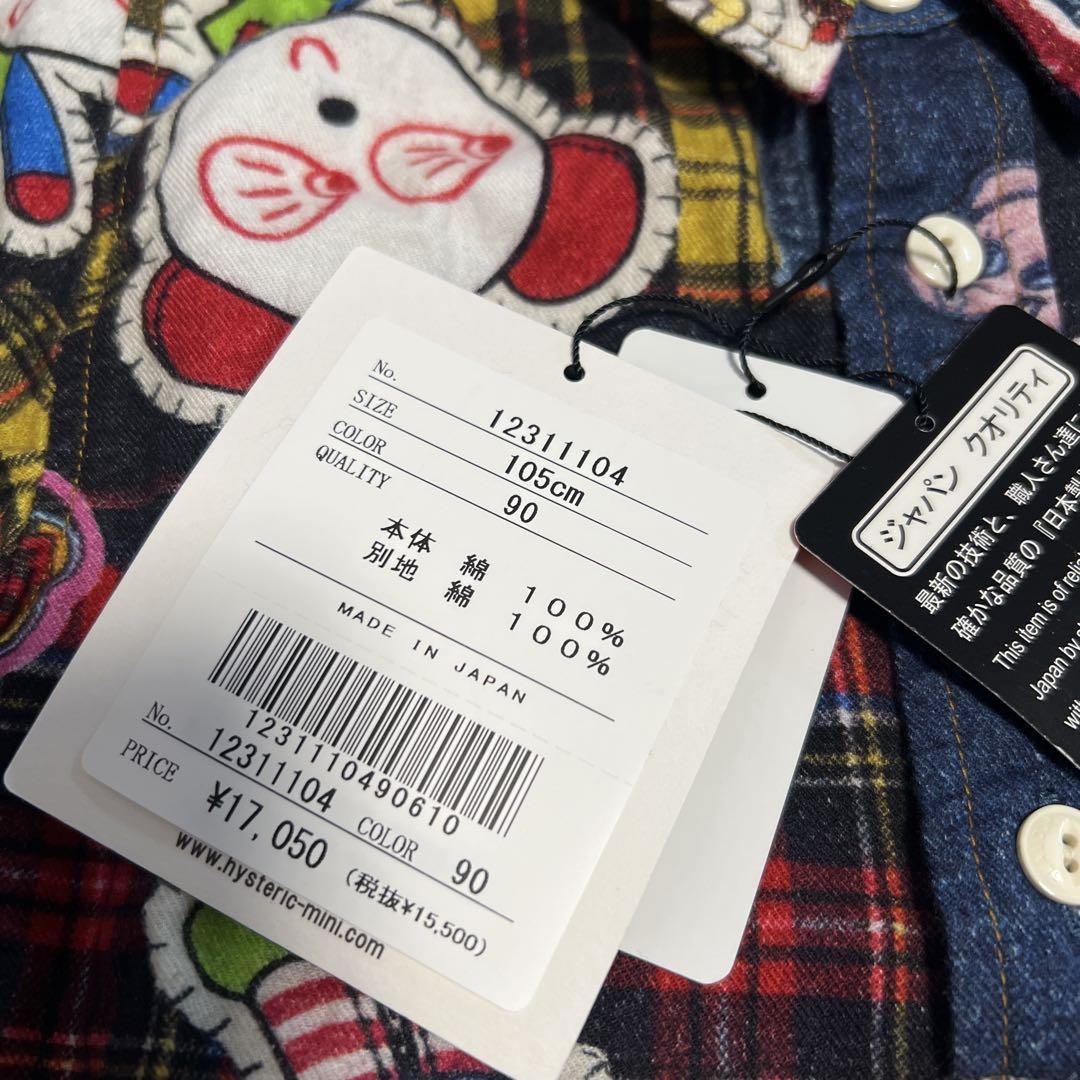 No. 12311104
SIZE 105cm
COLOR 90
QUALITY
本体 綿 100%
別地 綿 100%
MADE IN JAPAN
1231110490610
No. 12311104 COLOR 90
PRICE ¥17,050 (税抜¥15,500)
www.hysteric-mini.com
ジャパン クオリティ
最新の技術と、職人さん達
確かな品質の『日本製
This item is of
Japan by